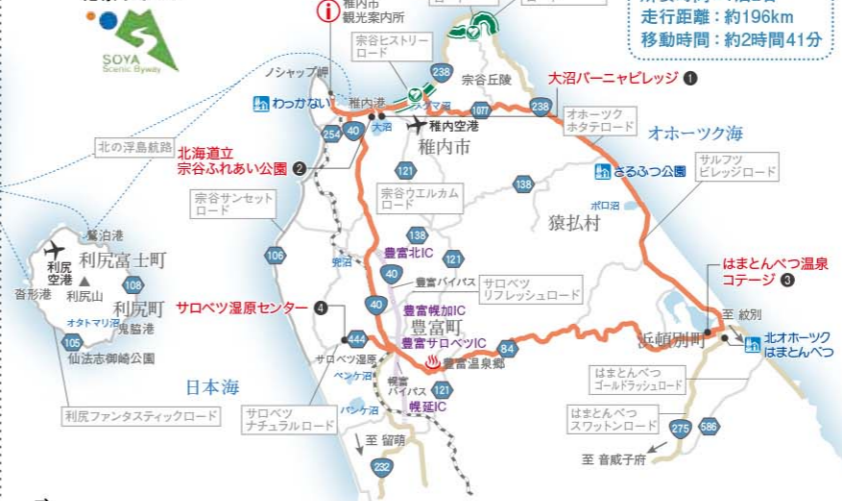 SOYA
Scenic Byway
稚内市
観光案内所
走行距離：約196km
移動時間：約2時間41分
宗谷ヒストリー
ロード
238
宗谷丘陵
ノシャップ岬
大沼バーニャビレッジ ❶
わっかない
稚内港
メグマ沼
1077
238
オホーツク
ホタテロード
オホーツク海
254
40
大沼
稚内空港
稚内市
北の浮島航路
北海道立
宗谷ふれあい公園 ❷
121
さるふつ公園
サルフツ
ビレッジロード
宗谷サンセット
ロード
宗谷ウエルカム
ロード
138
ポロ沼
猿払村
鴛泊港
利尻
空港
利尻富士町
108
沓形港
利尻山
利尻町
オタトマリ沼
鬼脇港
105
仙法志御崎公園
利尻ファンタスティックロード
106
138
豊富北IC
121
兜沼
40
豊富バイパス
サロベツ
リフレッシュロード
はまとんべつ温泉
コテージ ❸
サロベツ湿原センター ❹
40
豊富幌加IC
豊富町
豊富サロベツIC
至 紋別
444
サロベツ湿原
84
浜頓別町
北オホーツク
はまとんべつ
豊富温泉郷
ペンケ沼
幌富
バイパス
121
幌延IC
日本海
パンケ沼
サロベツ
ナチュラルロード
はまとんべつ
ゴールドラッシュロード
はまとんべつ
スワットンロード
275
586
至 留萌
232
至 音威子府